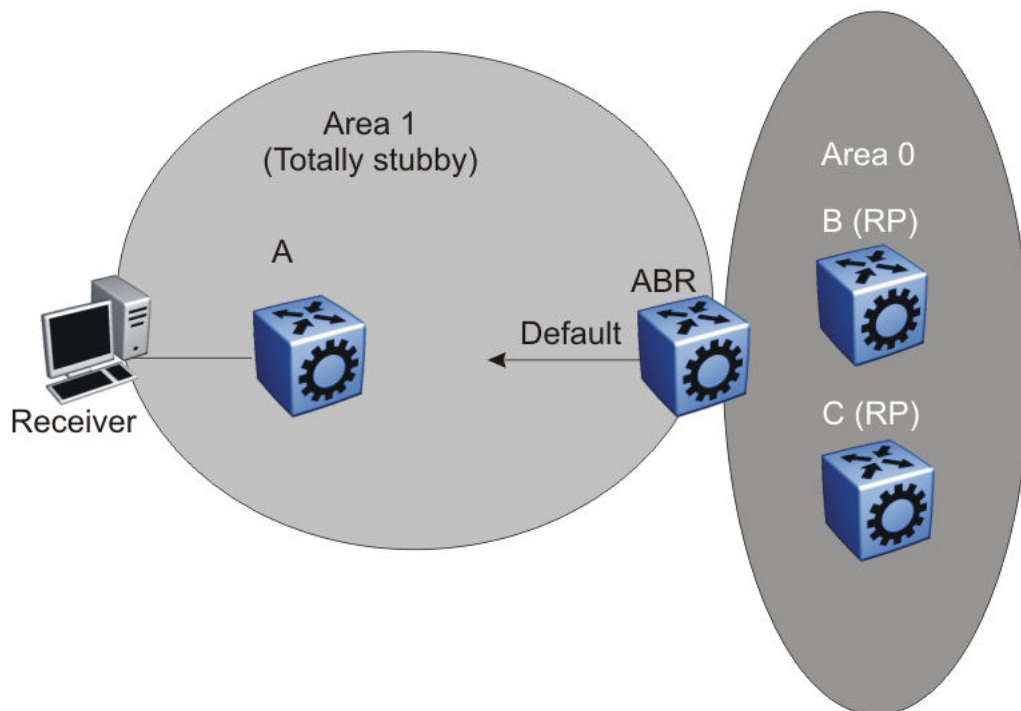 Area 1
(Totally stubby)
Area 0
A
B (RP)
ABR
Default
Receiver
C (RP)